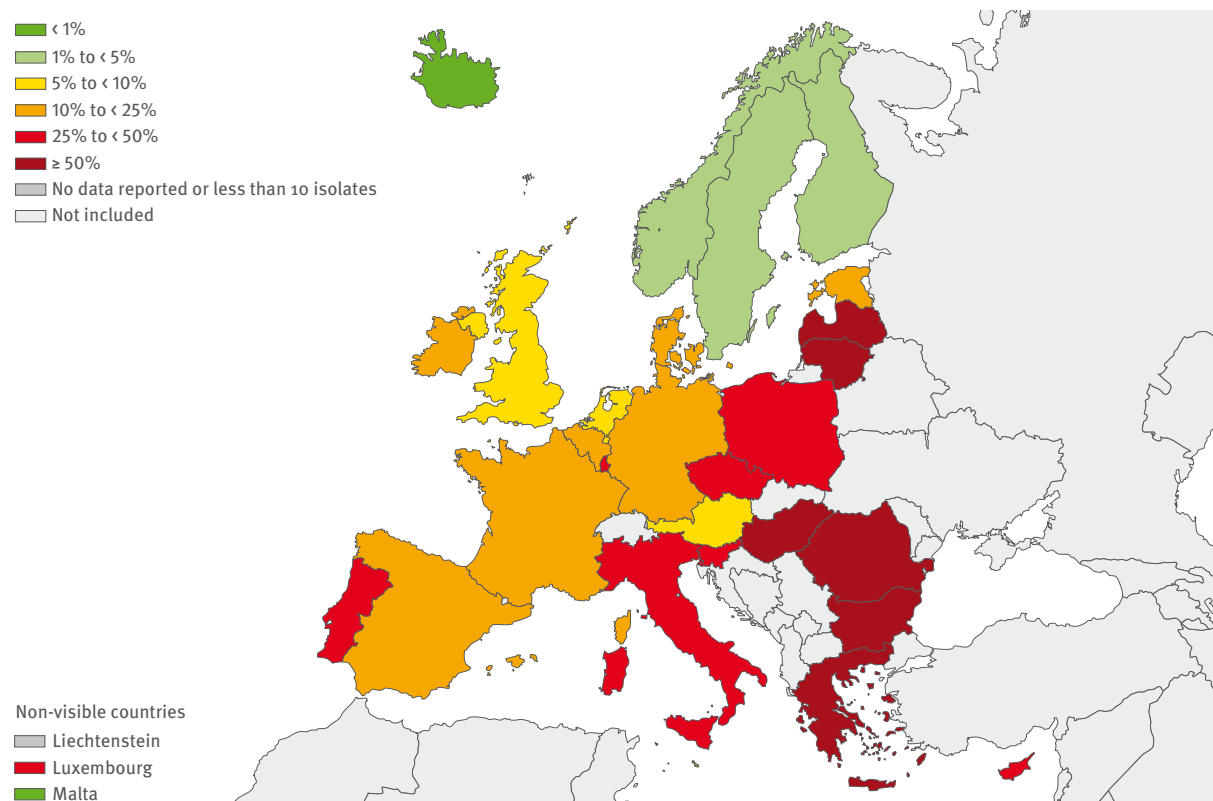 < 1%
1% to < 5%
5% to < 10%
10% to < 25%
25% to < 50%
≥ 50%
No data reported or less than 10 isolates
Not included
Non-visible countries
Liechtenstein
Luxembourg
Malta